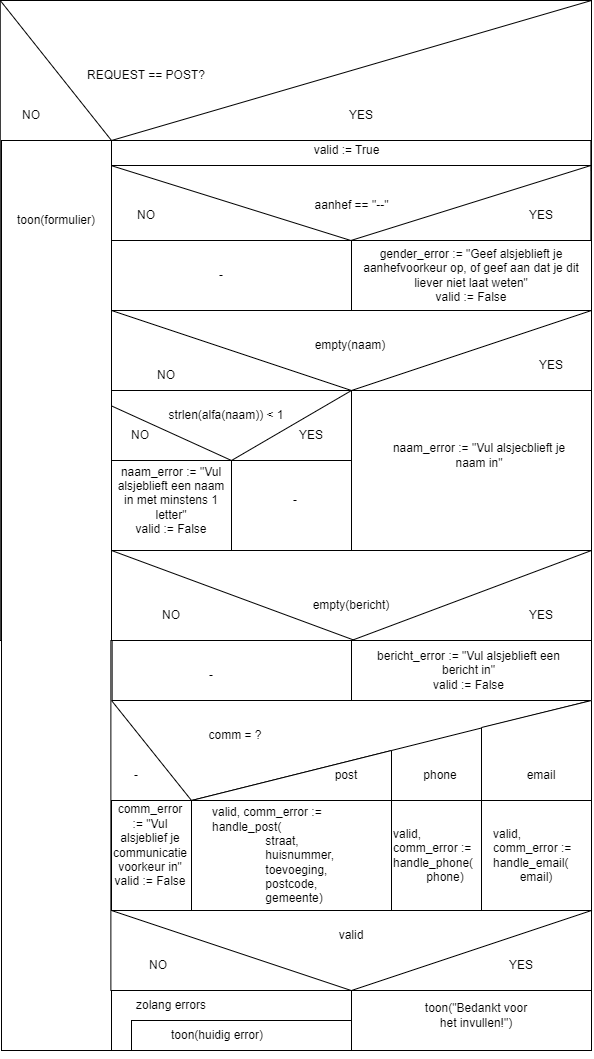 REQUEST == POST?
NO
YES
toon(formulier)
valid := True
aanhef == "--"
NO
YES
-
gender_error := "Geef alsjeblieft je
aanhefvoorkeur op, of geef aan dat je dit
liever niet laat weten"
valid := False
empty(naam)
NO
YES
strlen(alfa(naam)) < 1
NO
YES
naam_error := "Vul alsjecblieft je
naam in"
naam_error := "Vul
alsjeblieft een naam
in met minstens 1
letter"
valid := False
-
empty(bericht)
NO
YES
-
bericht_error := "Vul alsjeblieft een
bericht in"
valid := False
comm = ?
-
post
phone
email
comm_error
:= "Vul
alsjeblief je
communicatie
voorkeur in"
valid := False
valid, comm_error :=
handle_post(
straat,
huisnummer,
toevoeging,
postcode,
gemeente)
valid,
comm_error :=
handle_phone(
phone)
valid,
comm_error :=
handle_email(
email)
valid
NO
YES
zolang errors
toon(huidig error)
toon("Bedankt voor
het invullen!")